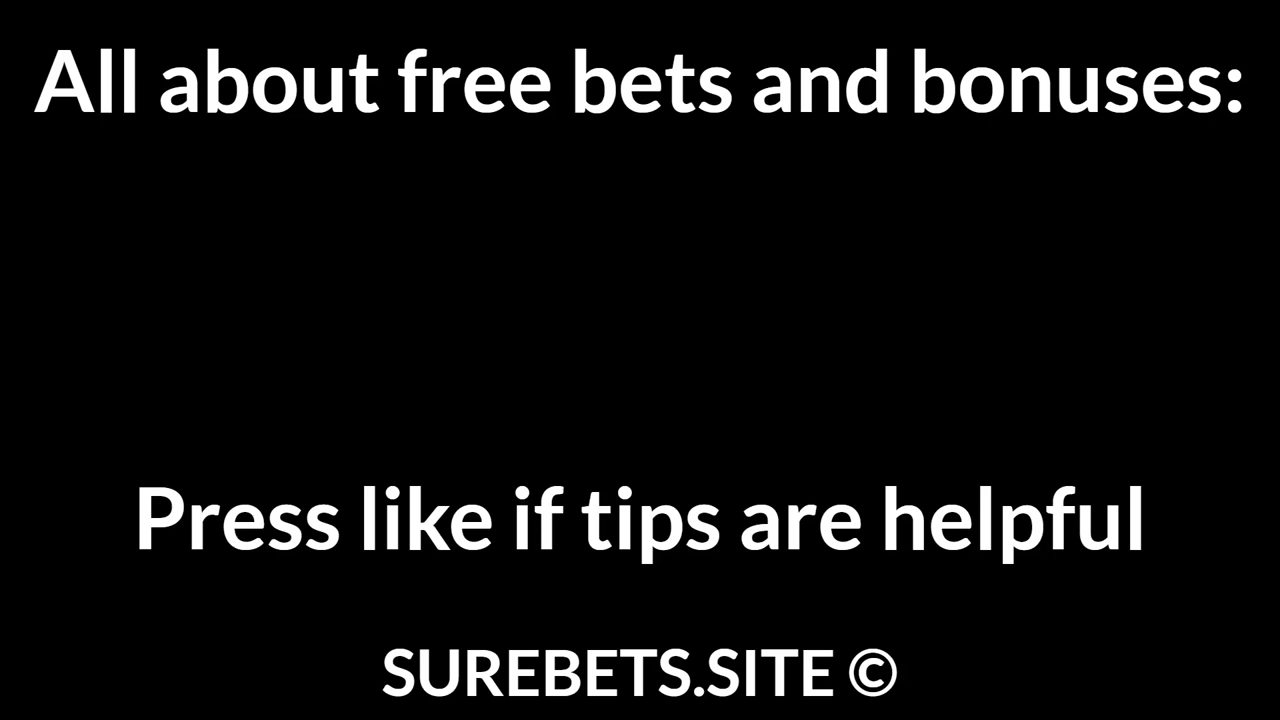 All about free bets and bonuses:
Press like if tips are helpful
SUREBETS.SITE ©